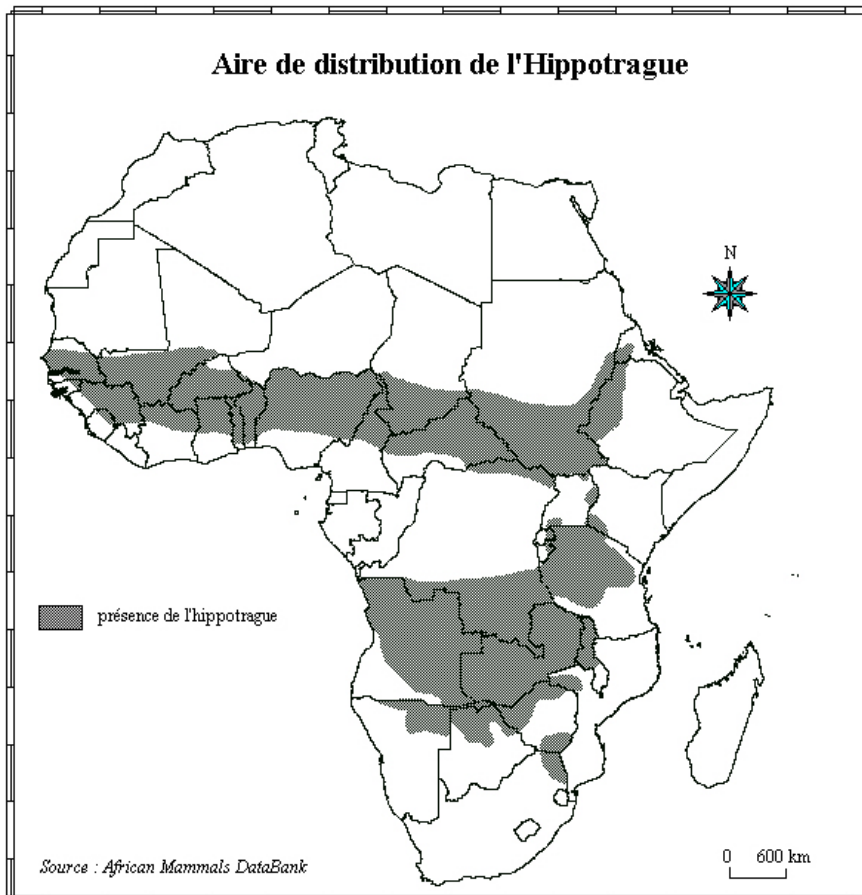 Aire de distribution de l'Hippotrague
N
présence de l'hippotrague
Source : African Mammals DataBank
0 600 km